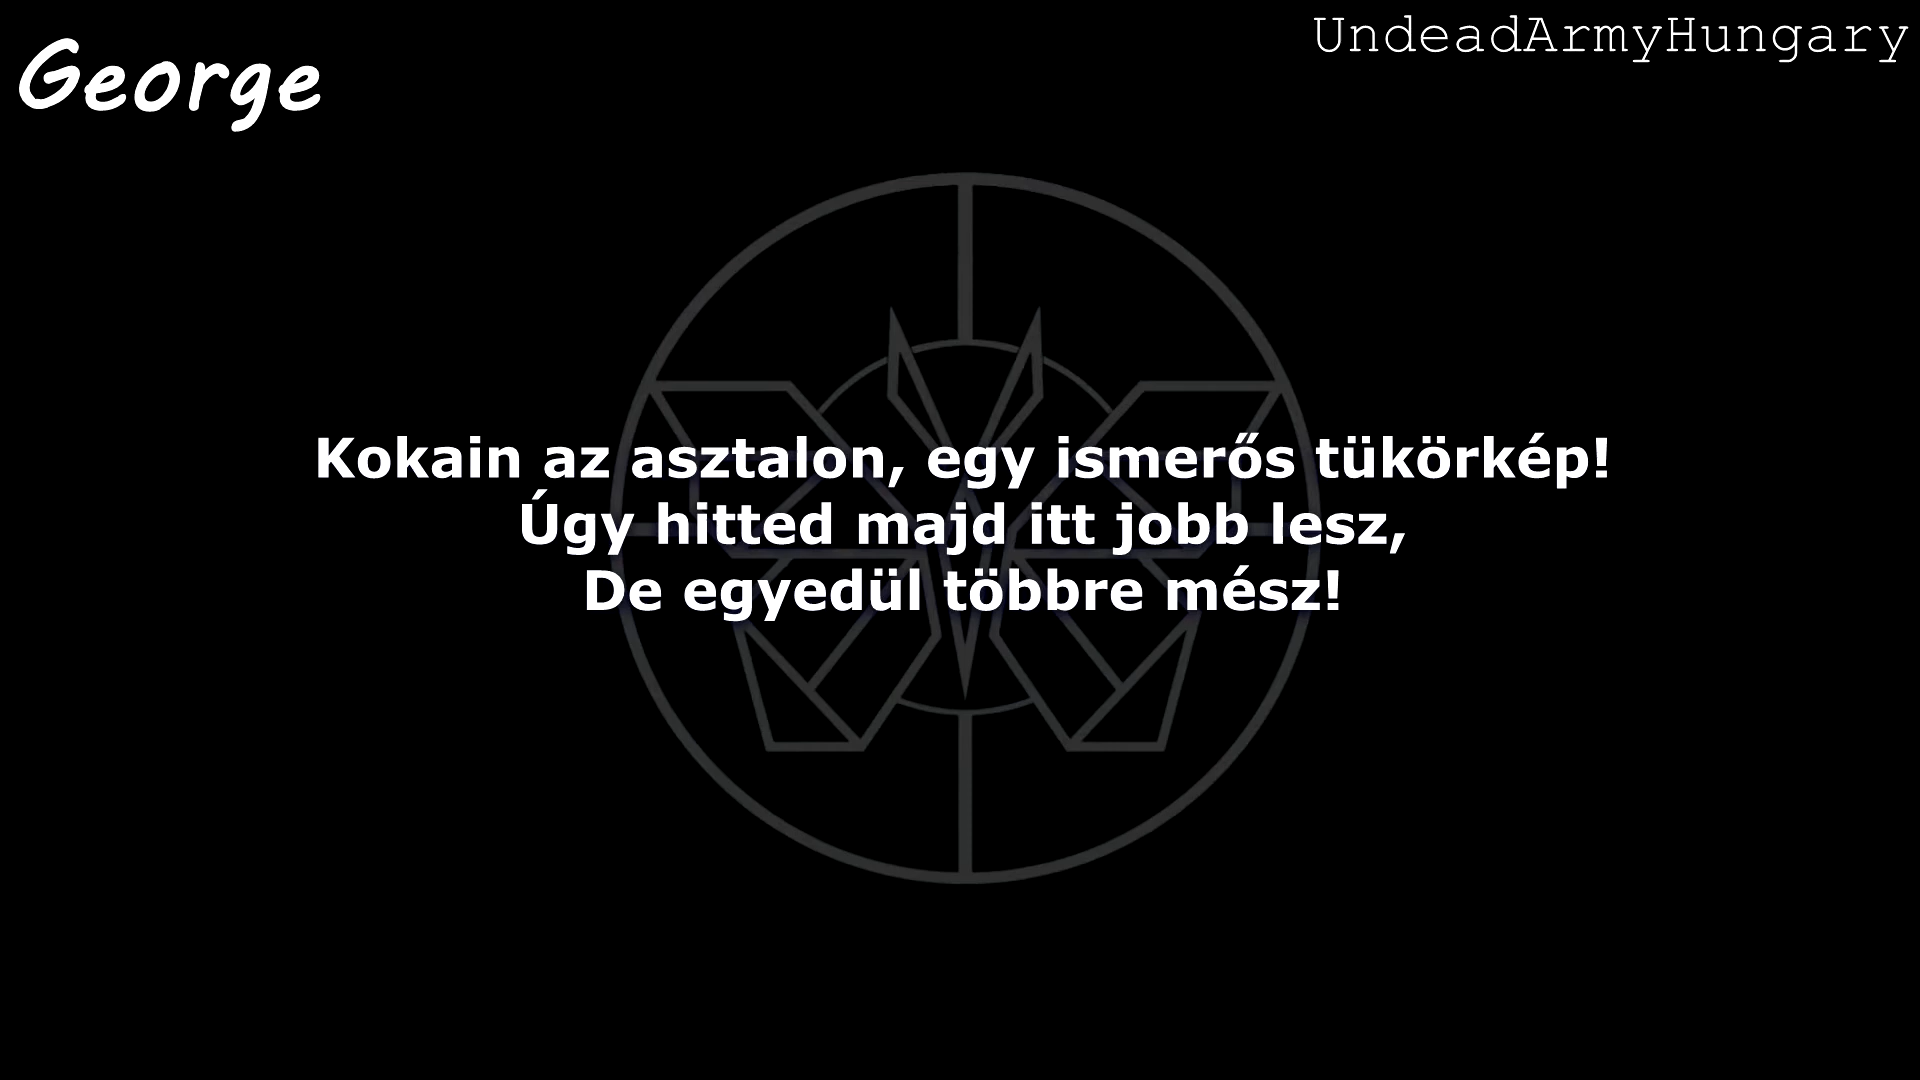 George
UndeadArmyHungary
Kokain az asztalon, egy ismerős tükörkép!
Úgy hitted majd itt jobb lesz,
De egyedül többre mész!